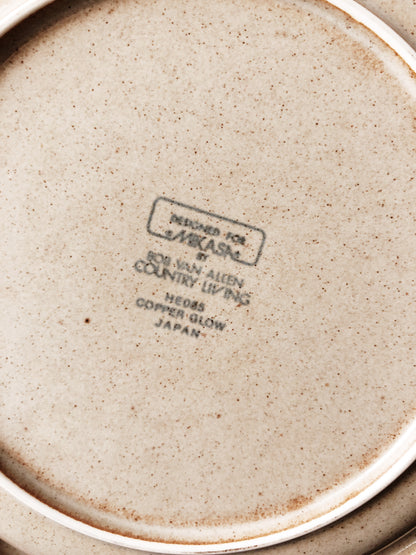 DESIGNED FOR
MIKASA
BY
BOB VAN ALLEN
COUNTRY LIVING
HE085
COPPER GLOW
JAPAN